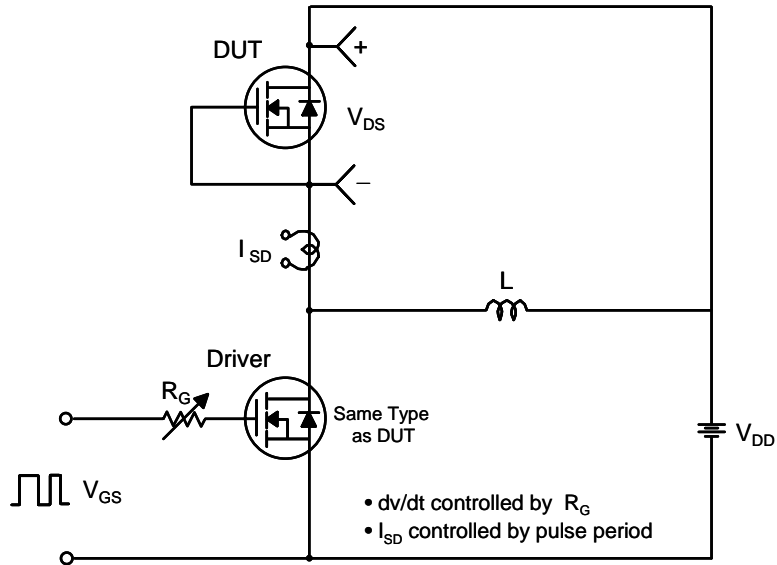 +
DUT
V_DS
−
I_SD
L
Driver
R_G
Same Type
as DUT
V_DD
V_GS
• dv/dt controlled by R_G
• I_SD controlled by pulse period